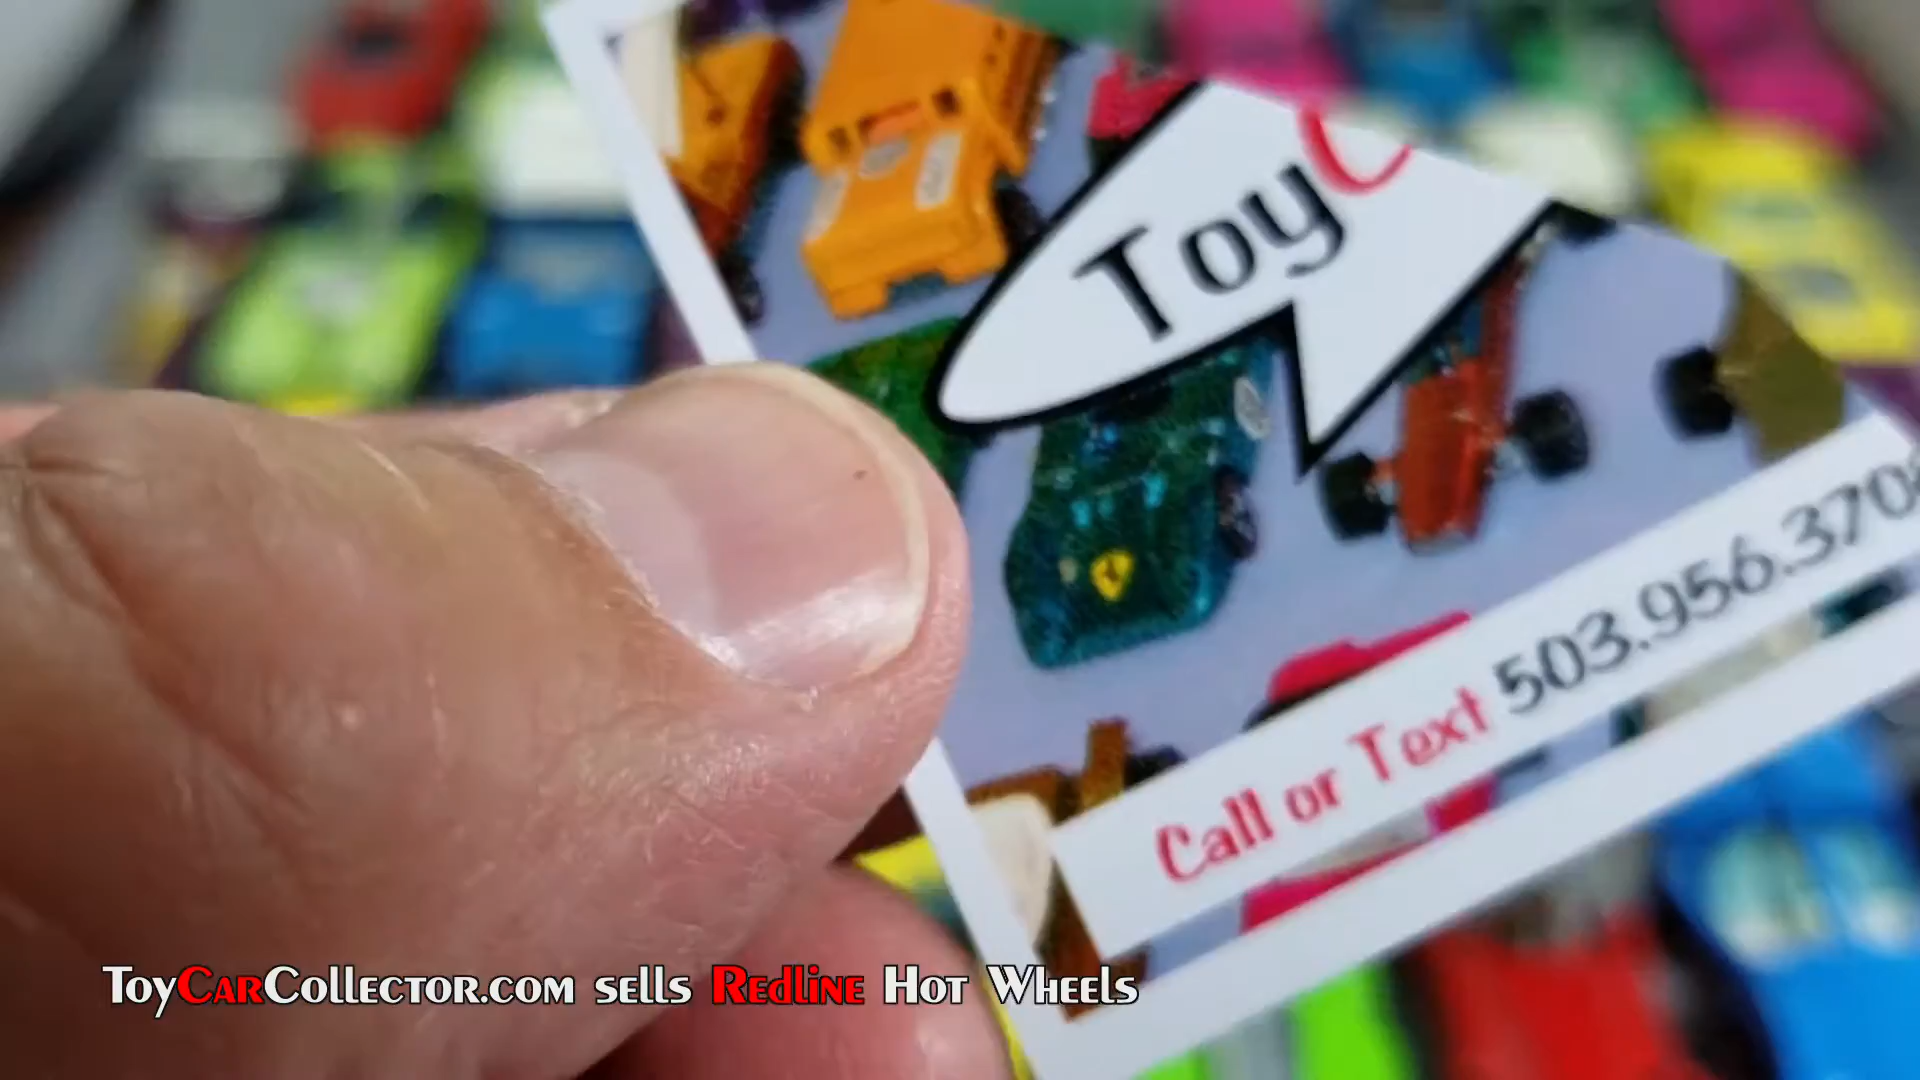 Toy
Call or Text 503.956.370
ToyCarCollector.com sells Redline Hot Wheels